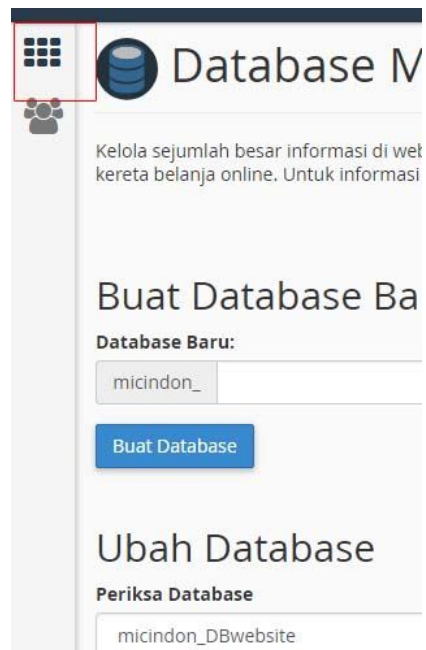 Database M
Kelola sejumlah besar informasi di web
kereta belanja online. Untuk informasi
Buat Database Ba
Database Baru:
micindon_
Buat Database
Ubah Database
Periksa Database
micindon_DBwebsite